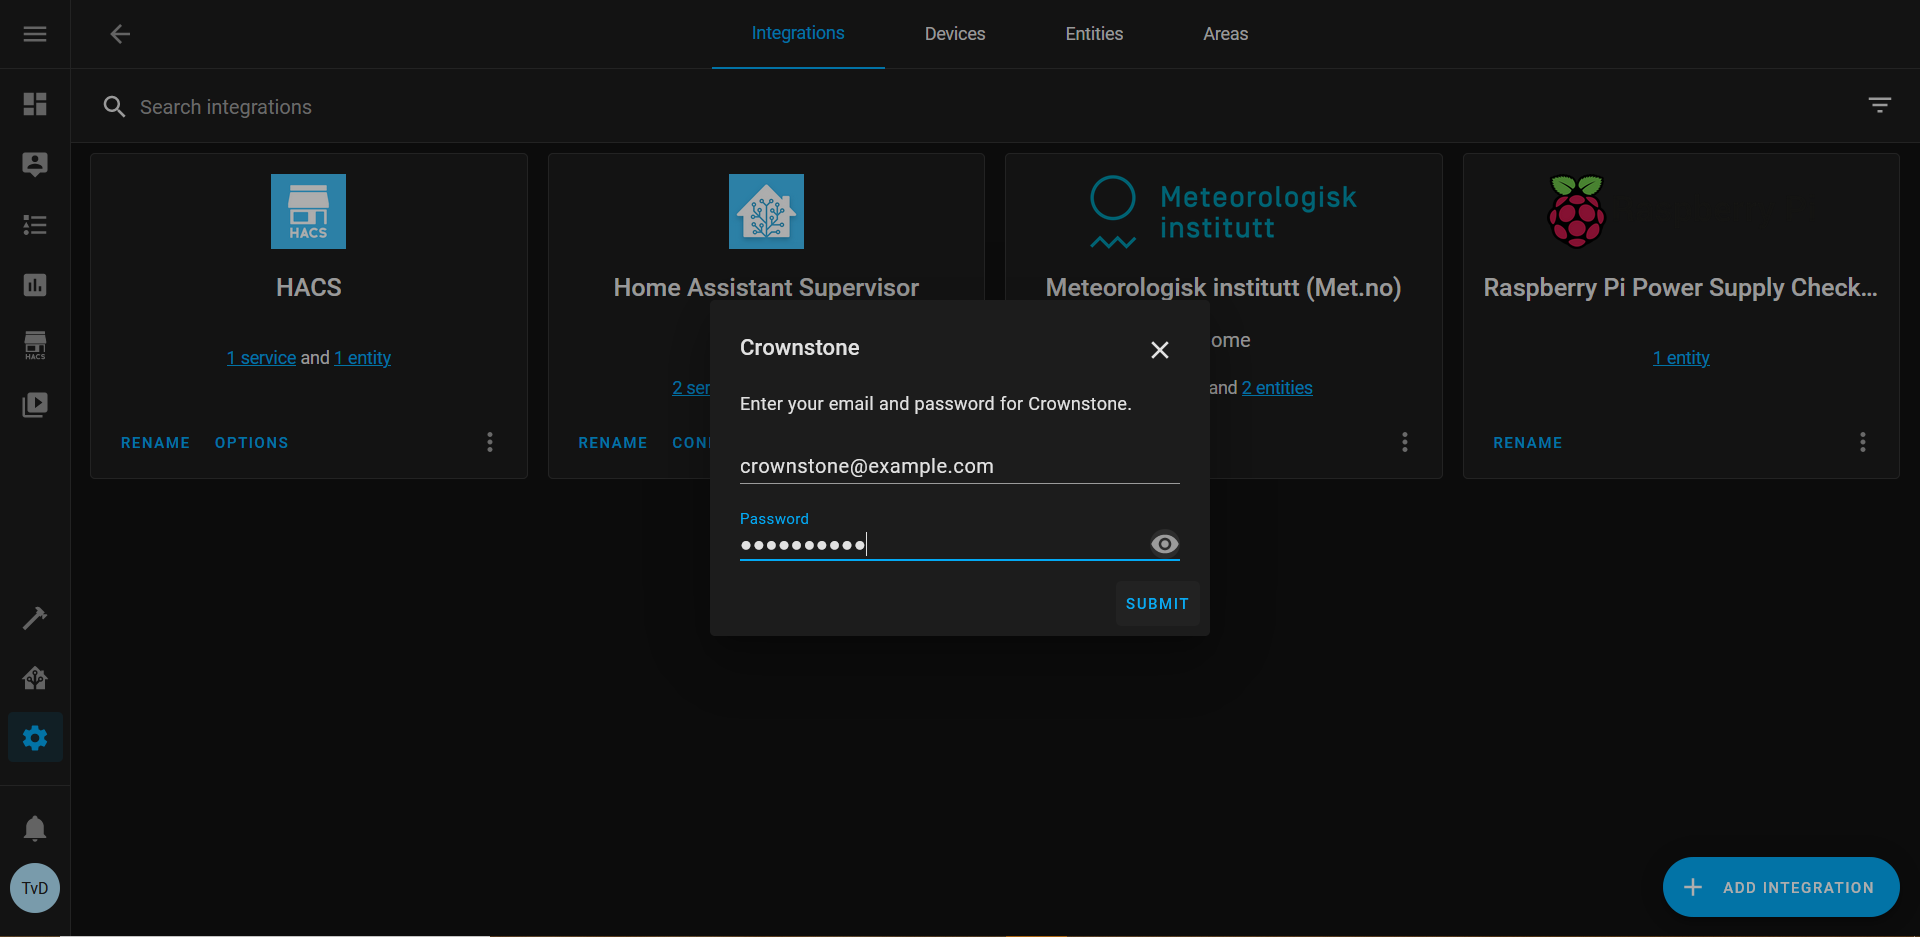 Integrations
Devices
Entities
Areas
Search integrations
HACS
HACS
1 service and 1 entity
RENAME
OPTIONS
Home Assistant Supervisor
2 ser
RENAME
CON
Meteorologisk
institutt
Meteorologisk institutt (Met.no)
ome
and 2 entities
Raspberry Pi Power Supply Check...
1 entity
RENAME
Crownstone
Enter your email and password for Crownstone.
crownstone@example.com
Password
••••••••••
SUBMIT
HACS
TvD
ADD INTEGRATION